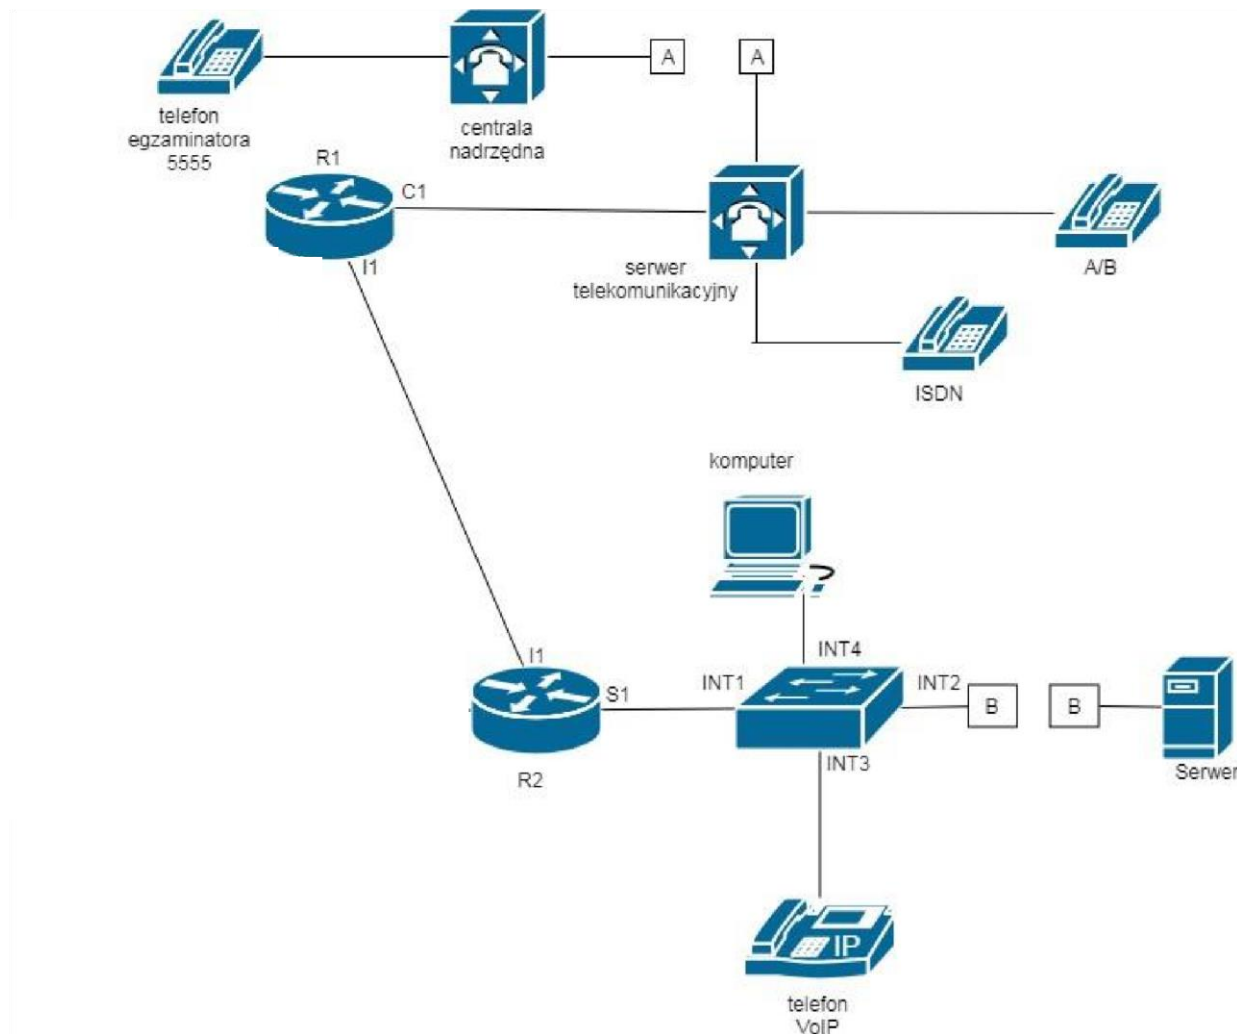 A
A
telefon
egzaminatora
5555
centrala
nadrzędna
R1
C1
I1
serwer
telekomunikacyjny
A/B
ISDN
komputer
INT4
I1
S1
INT1
INT2
B
B
R2
INT3
Serwer
IP
telefon
VoIP